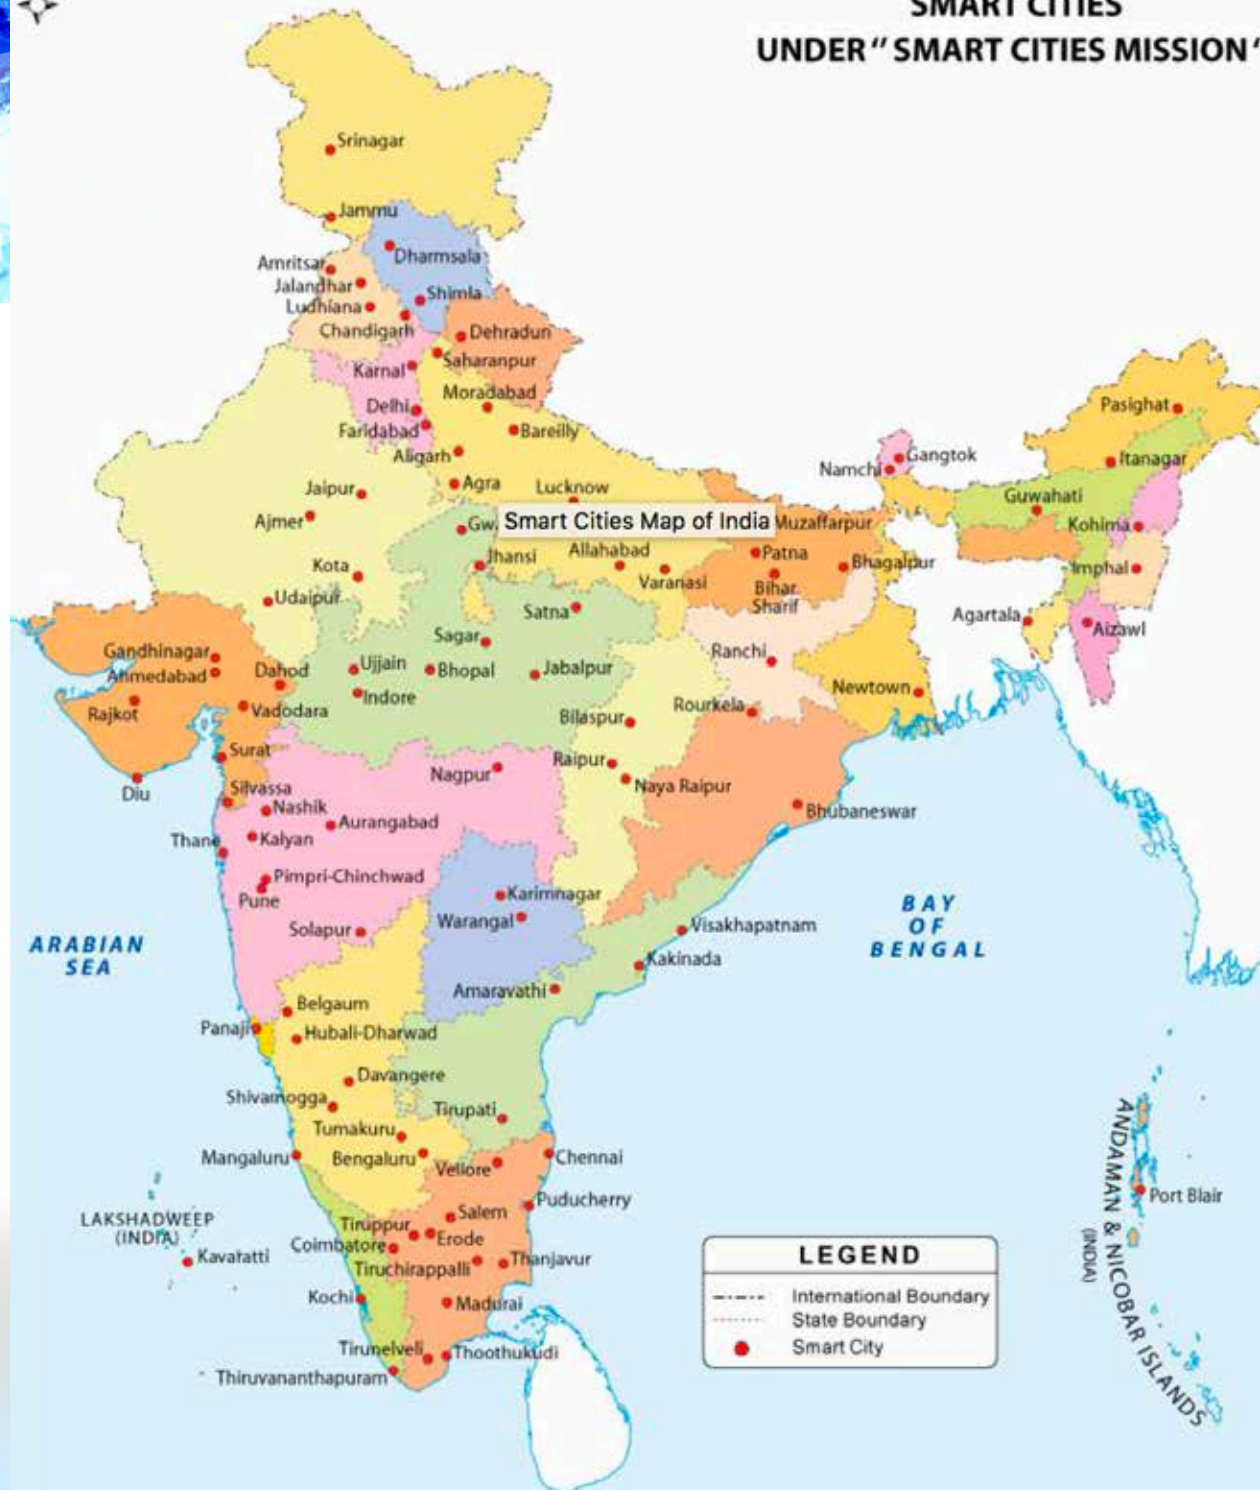 SMART CITIES
UNDER "SMART CITIES MISSION"
Srinagar
Jammu
Dharmsala
Amritsar
Jalandhar
Shimla
Ludhiana
Chandigarh
Dehradun
Saharanpur
Karnal
Moradabad
Delhi
Faridabad
Bareilly
Aligarh
Agra
Lucknow
Jaipur
Ajmer
Gw
Smart Cities Map of India
Muzaffarpur
Jhansi
Allahabad
Patna
Bhagalpur
Kota
Varanasi
Bihar
Sharif
Udaipur
Satna
Pasighat
Gangtok
Namchi
Itanagar
Guwahati
Kohima
Imphal
Agartala
Aizawl
Sagar
Gandhinagar
Ahmedabad
Dahod
Ujjain
Bhopal
Jabalpur
Ranchi
Indore
Newtown
Rajkot
Vadodara
Rourkela
Bilaspur
Surat
Raipur
Nagpur
Naya Raipur
Diu
Silvassa
Nashik
Aurangabad
Bhubaneswar
Thane
Kalyan
Pimpri-Chinchwad
Pune
Karimnagar
Warangal
Solapur
Visakhapatnam
ARABIAN
SEA
BAY
OF
BENGAL
Kakinada
Amaravathi
Belgaum
Panaji
Hubali-Dharwad
Davangere
Shivamogga
Tirupati
Tumakuru
Mangaluru
Bengaluru
Vellore
Chennai
Puducherry
LAKSHADWEEP
(INDIA)
Kavaratti
Salem
Tiruppur
Erode
Coimbatore
Tiruchirappalli
Thanjavur
Kochi
Madurai
Tirunelveli
Thoothukudi
Thiruvananthapuram
Port Blair
ANDAMAN & NICOBAR ISLANDS
(INDIA)
LEGEND
International Boundary
State Boundary
Smart City